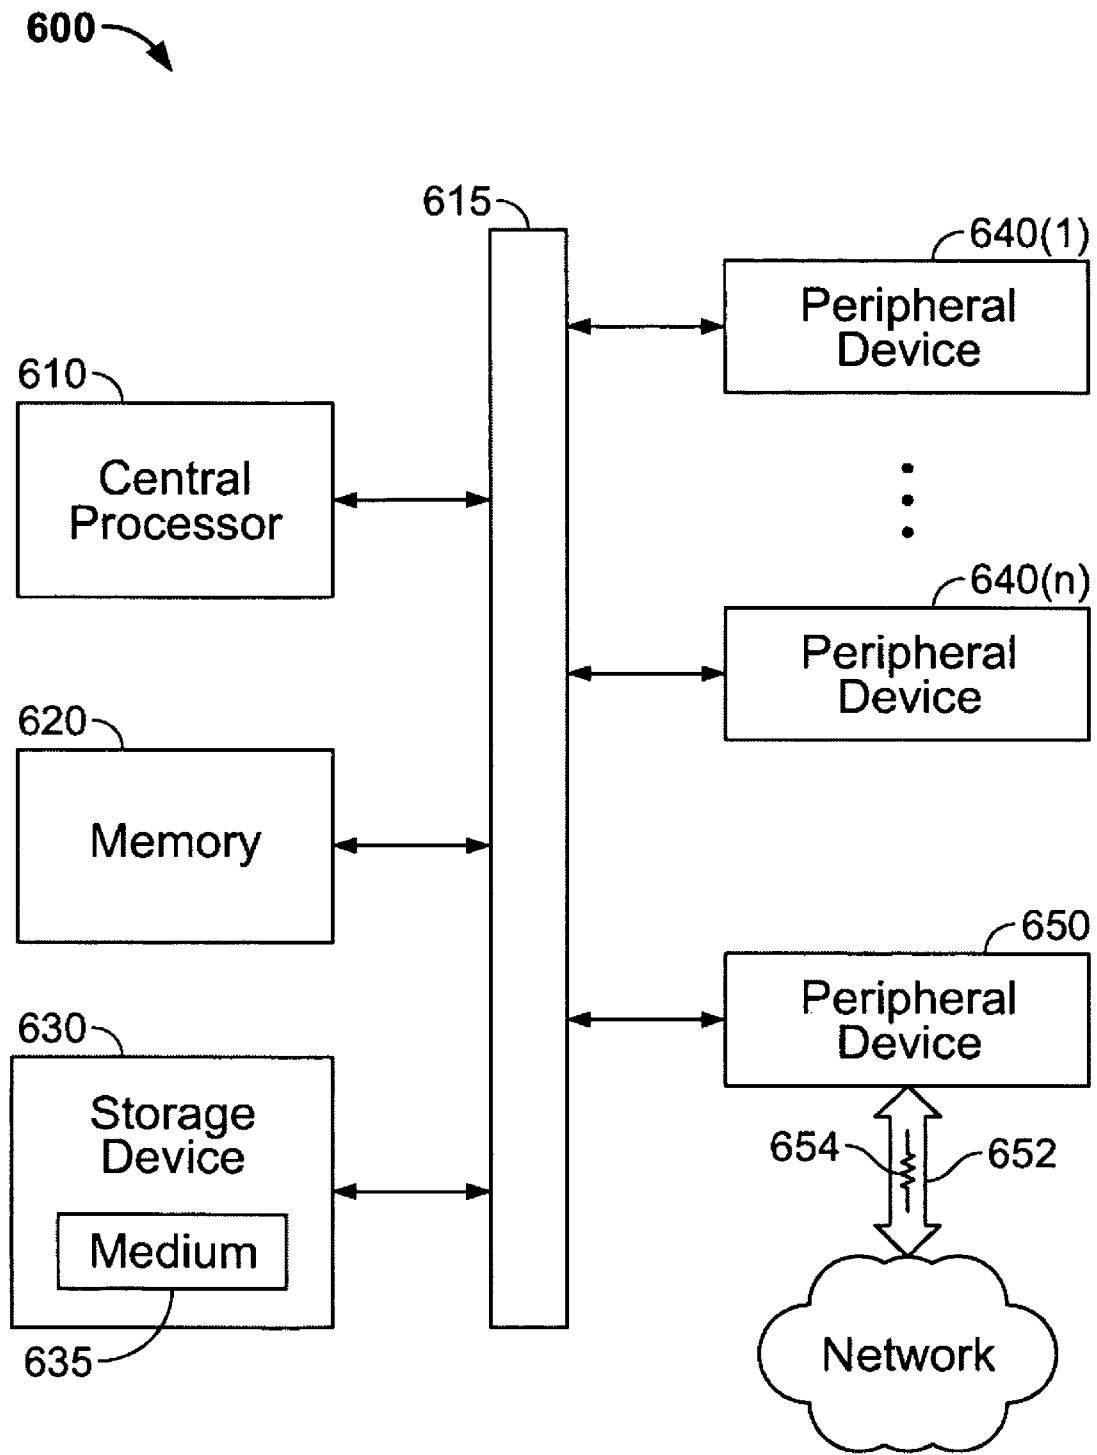 600
615
640(1)
Peripheral
Device
610
Central
Processor
640(n)
Peripheral
Device
620
Memory
650
Peripheral
Device
630
Storage
Device
Medium
635
654
652
Network